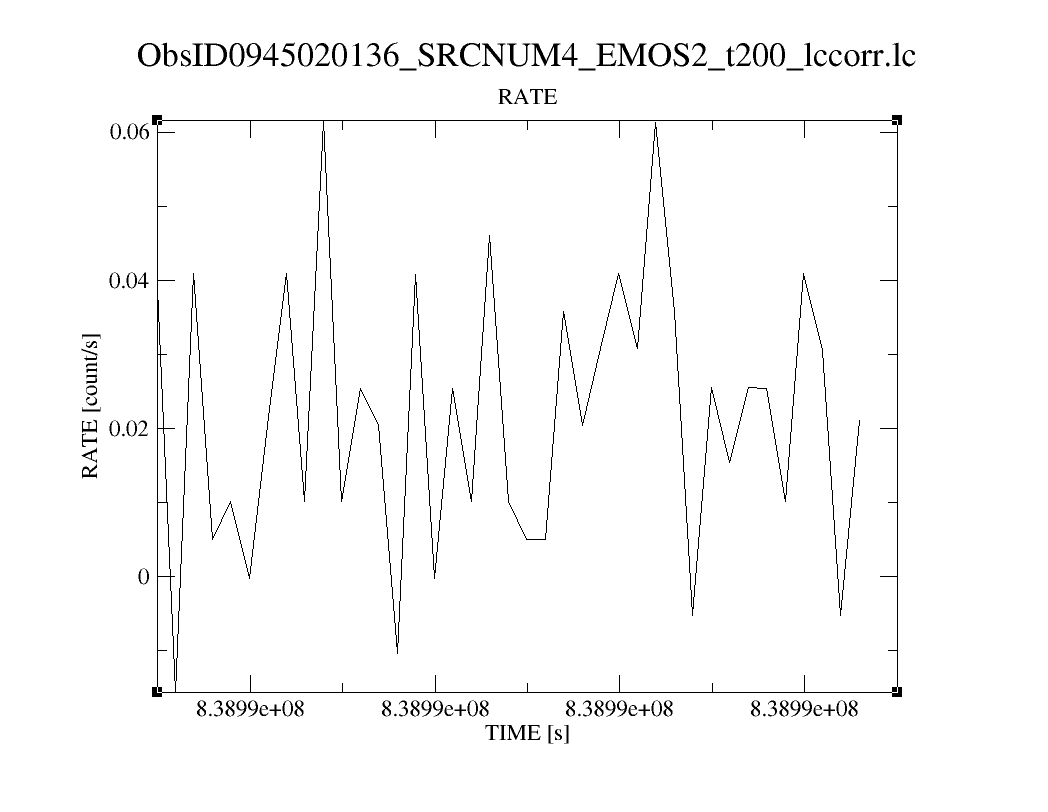 ObsID0945020136_SRCNUM4_EMOS2_t200_lccorr.lc
RATE
0.06
0.04
0.02
0
RATE [count/s]
8.3899e+08 8.3899e+08 8.3899e+08 8.3899e+08
TIME [s]